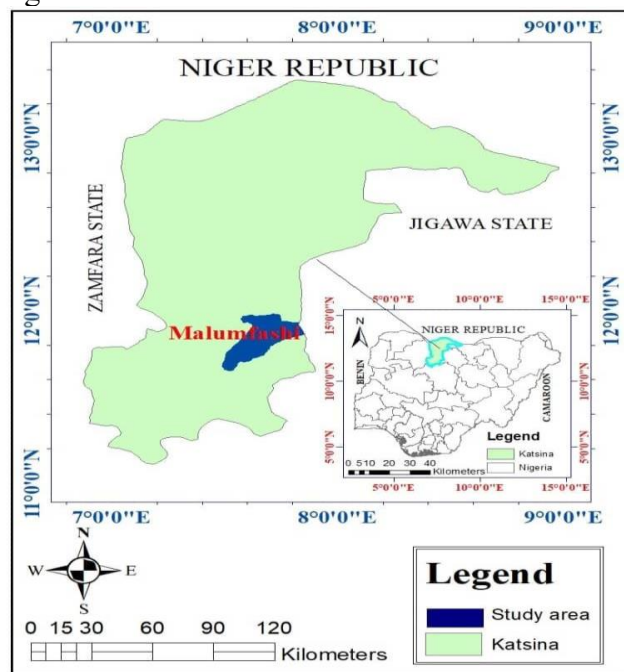 7°0'0"E 8°0'0"E 9°0'0"E
NIGER REPUBLIC
13°0'0"N 13°0'0"N
ZAMFARA STATE
JIGAWA STATE
12°0'0"N 12°0'0"N
Malumfashi
5°0'0"E 10°0'0"E 15°0'0"E
N
NIGER REPUBLIC
15°0'0"N 15°0'0"N
BENIN
10°0'0"N 10°0'0"N
CAMAROON
Legend
Katsina
Nigeria
0 5 10 20 30 40
Kilometers
5°0'0"N 5°0'0"N
5°0'0"E 10°0'0"E 15°0'0"E
11°0'0"N 11°0'0"N
7°0'0"E 8°0'0"E 9°0'0"E
N
W E
S
0 15 30 60 90 120
Kilometers
Legend
Study area
Katsina